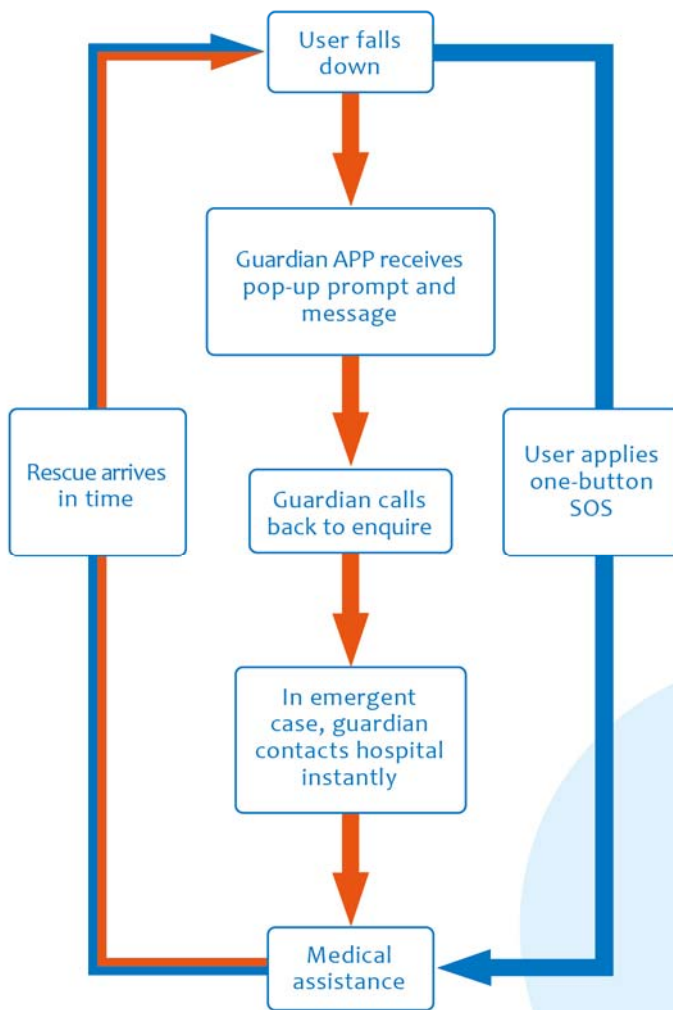 User falls
down
Guardian APP receives
pop-up prompt and
message
Rescue arrives
in time
Guardian calls
back to enquire
User applies
one-button
SOS
In emergent
case, guardian
contacts hospital
instantly
Medical
assistance